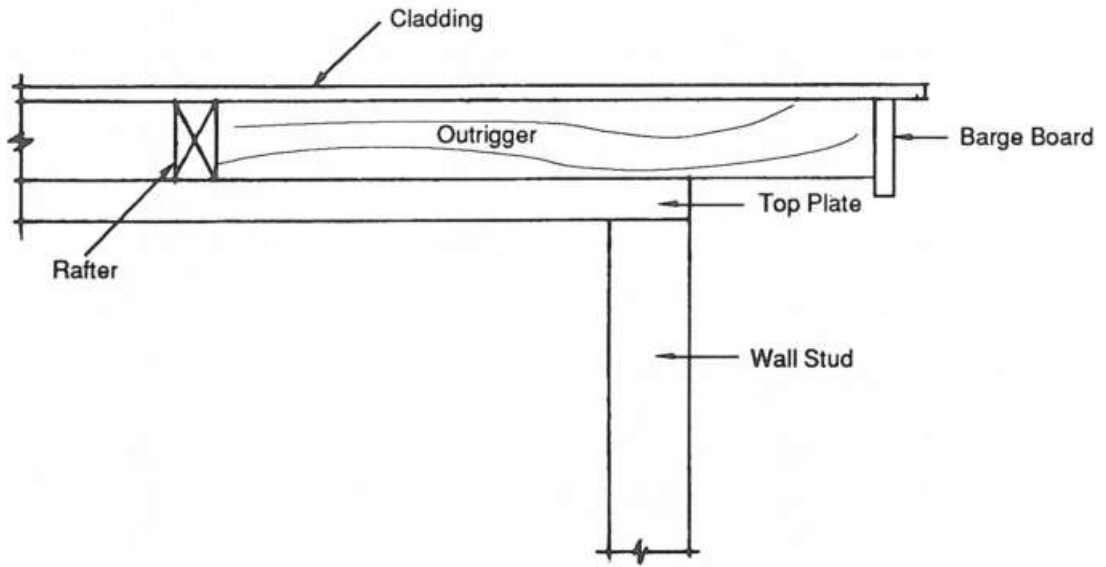 Cladding
Outrigger
Barge Board
Top Plate
Rafter
Wall Stud